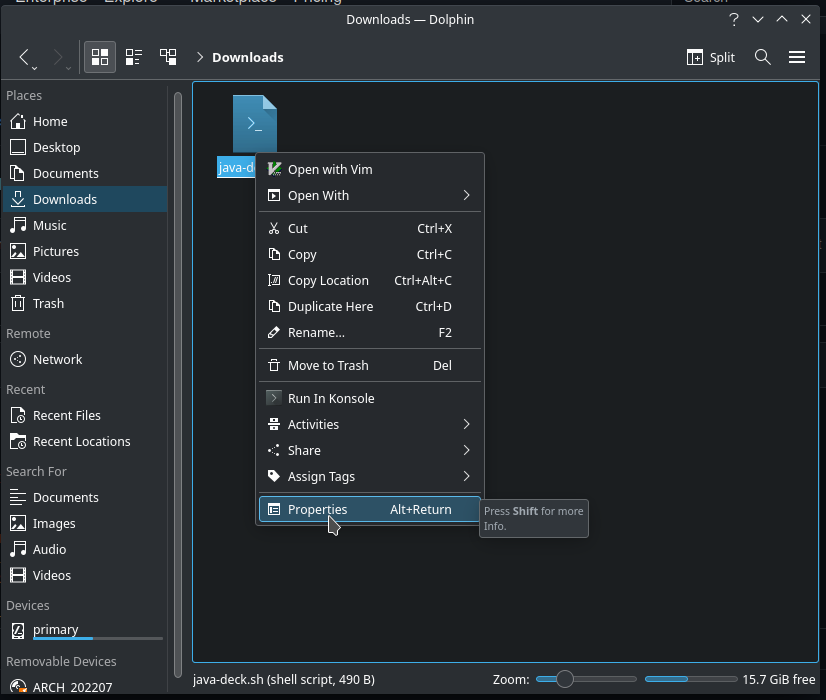 Downloads — Dolphin
Downloads
Split
Places
Home
Desktop
Documents
Downloads
Music
Pictures
Videos
Trash
Remote
Network
Recent
Recent Files
Recent Locations
Search For
Documents
Images
Audio
Videos
Devices
primary
Removable Devices
ARCH_202207
java-d
Open with Vim
Open With
Cut Ctrl+X
Copy Ctrl+C
Copy Location Ctrl+Alt+C
Duplicate Here Ctrl+D
Rename... F2
Move to Trash Del
Run In Konsole
Activities
Share
Assign Tags
Properties Alt+Return
Press Shift for more
Info.
java-deck.sh (shell script, 490 B)
Zoom:
15.7 GiB free